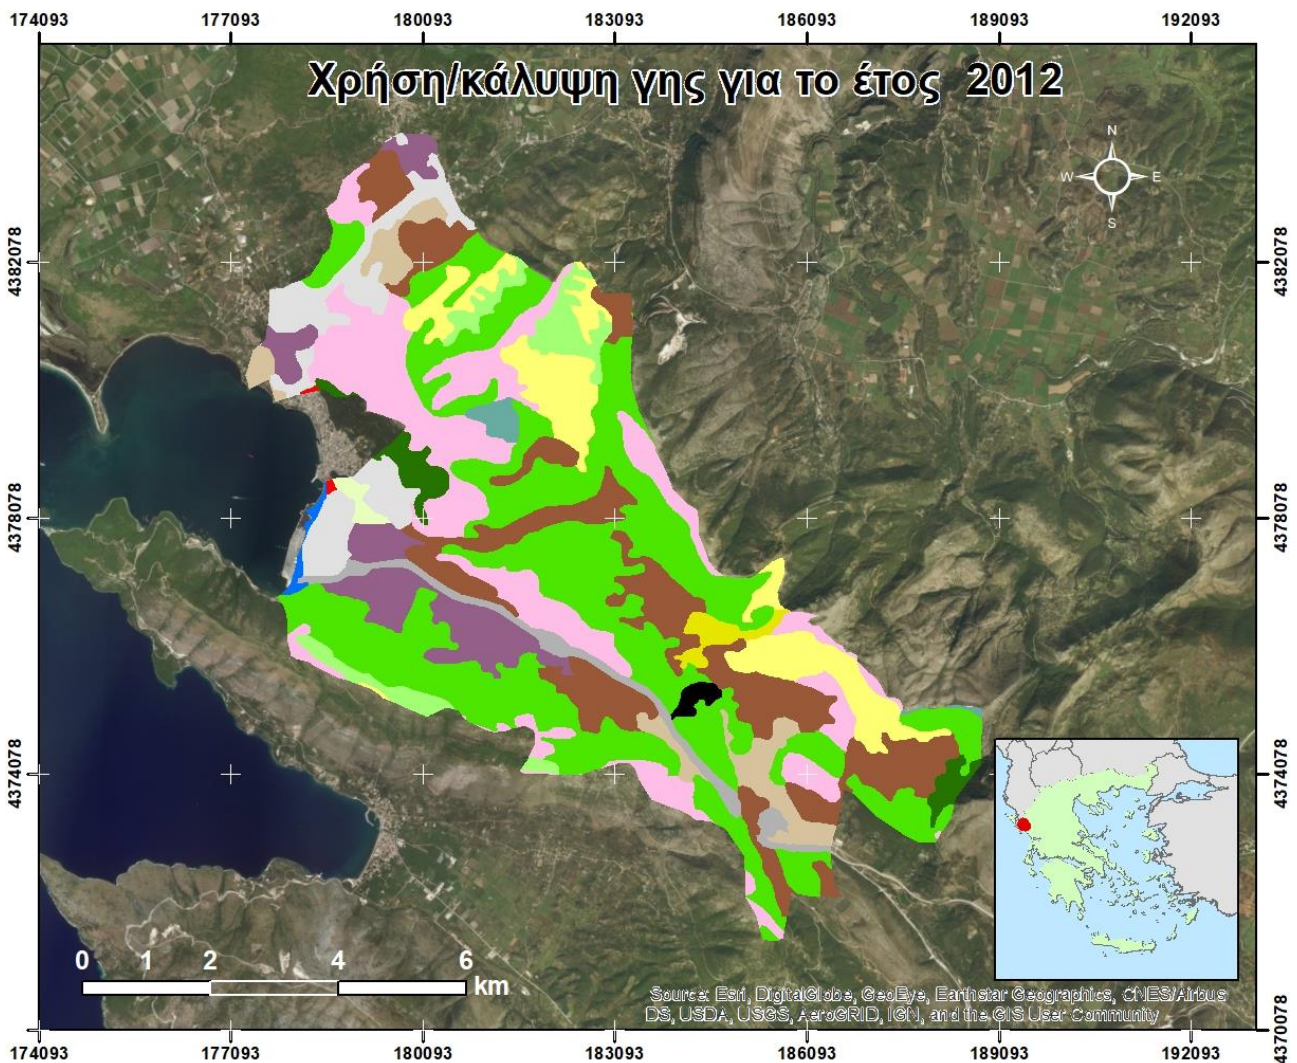 174093 177093 180093 183093 186093 189093 192093
Χρήση/κάλυψη γης για το έτος 2012
N
W E
S
4382078 4382078
4378078 4378078
4374078 4374078
0 1 2 4 6
km
Source: Esri, DigitalGlobe, GeoEye, Earthstar Geographics, CNES/Airbus
DS, USDA, USGS, AeroGRID, IGN, and the GIS User Community
4370078
174093 177093 180093 183093 186093 189093 192093